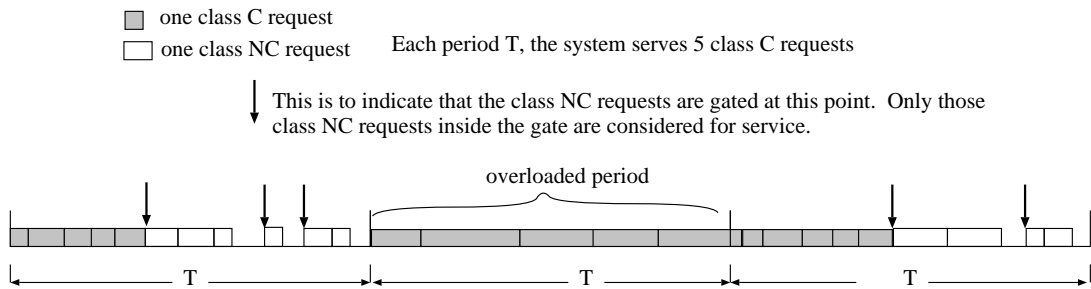 one class C request
one class NC request
Each period T, the system serves 5 class C requests
This is to indicate that the class NC requests are gated at this point. Only those
class NC requests inside the gate are considered for service.
overloaded period
T
T
T